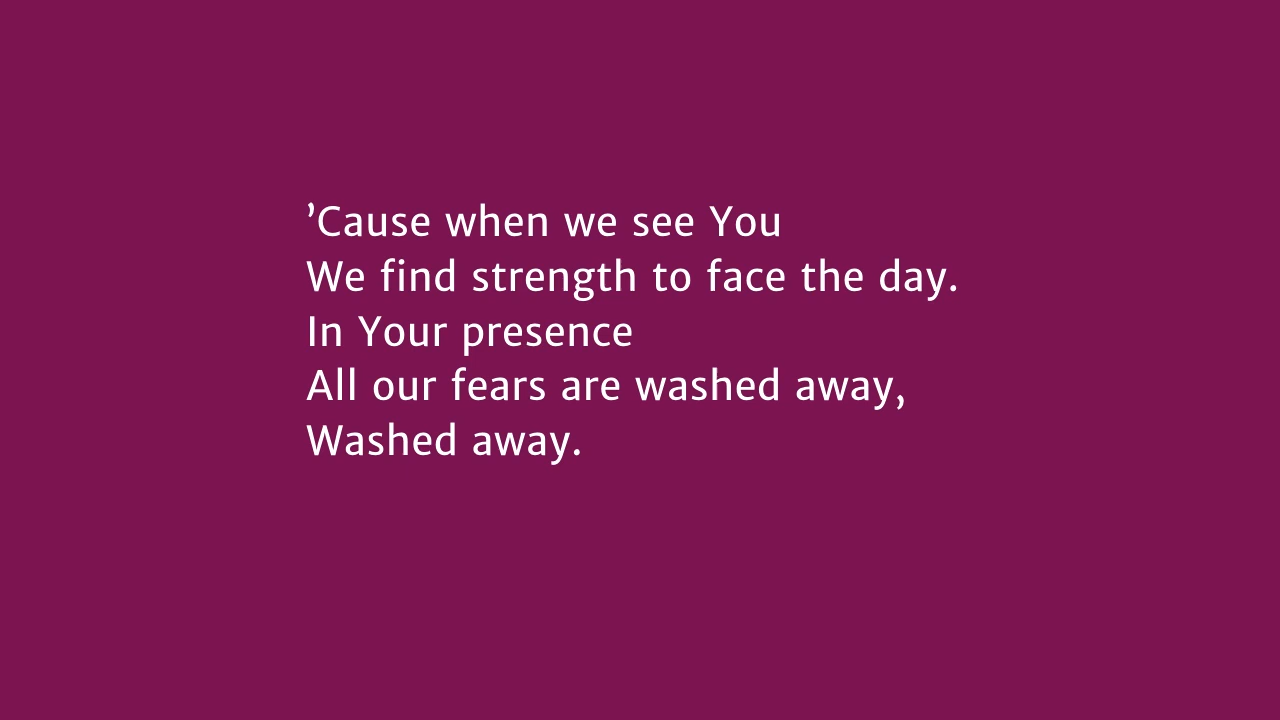 ’Cause when we see You
We find strength to face the day.
In Your presence
All our fears are washed away,
Washed away.